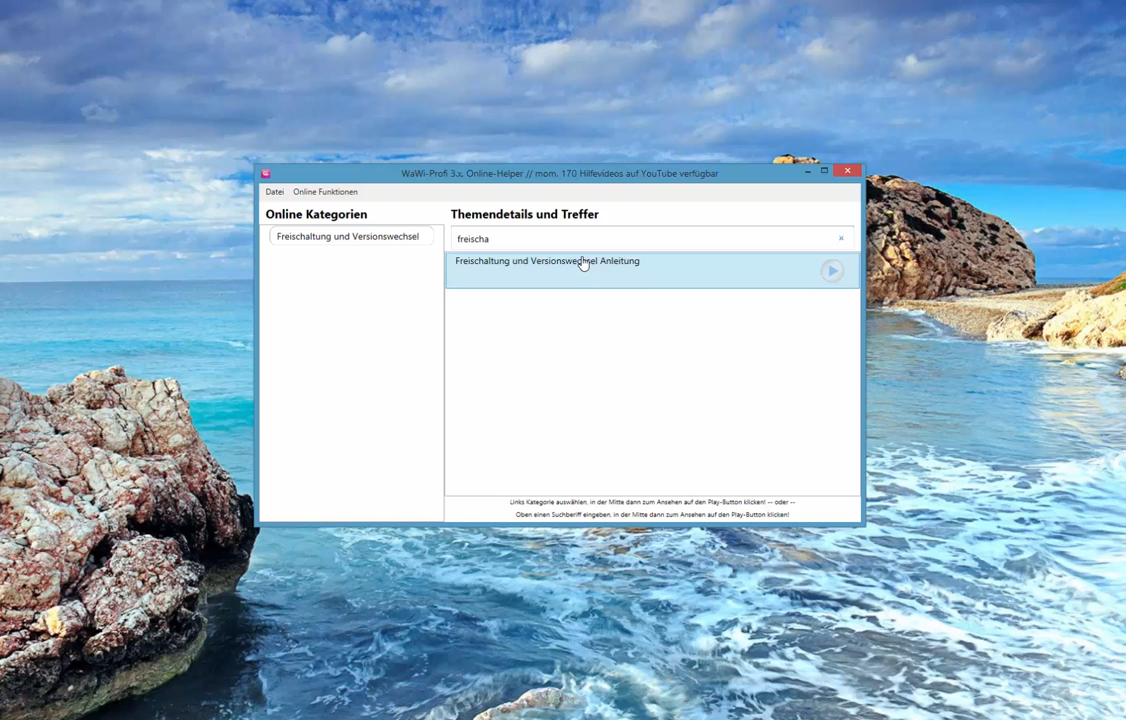 WaWi-Profi 3.x, Online-Helper // mom. 170 Hilfevideos auf YouTube verfügbar
Datei Online Funktionen
Online Kategorien
Themendetails und Treffer
Freischaltung und Versionswechsel
freischa
Freischaltung und Versionswechsel Anleitung
Links Kategorie auswählen, in der Mitte dann zum Ansehen auf den Play-Button klicken! -- oder --
Oben einen Suchberiff eingeben, in der Mitte dann zum Ansehen auf den Play-Button klicken!